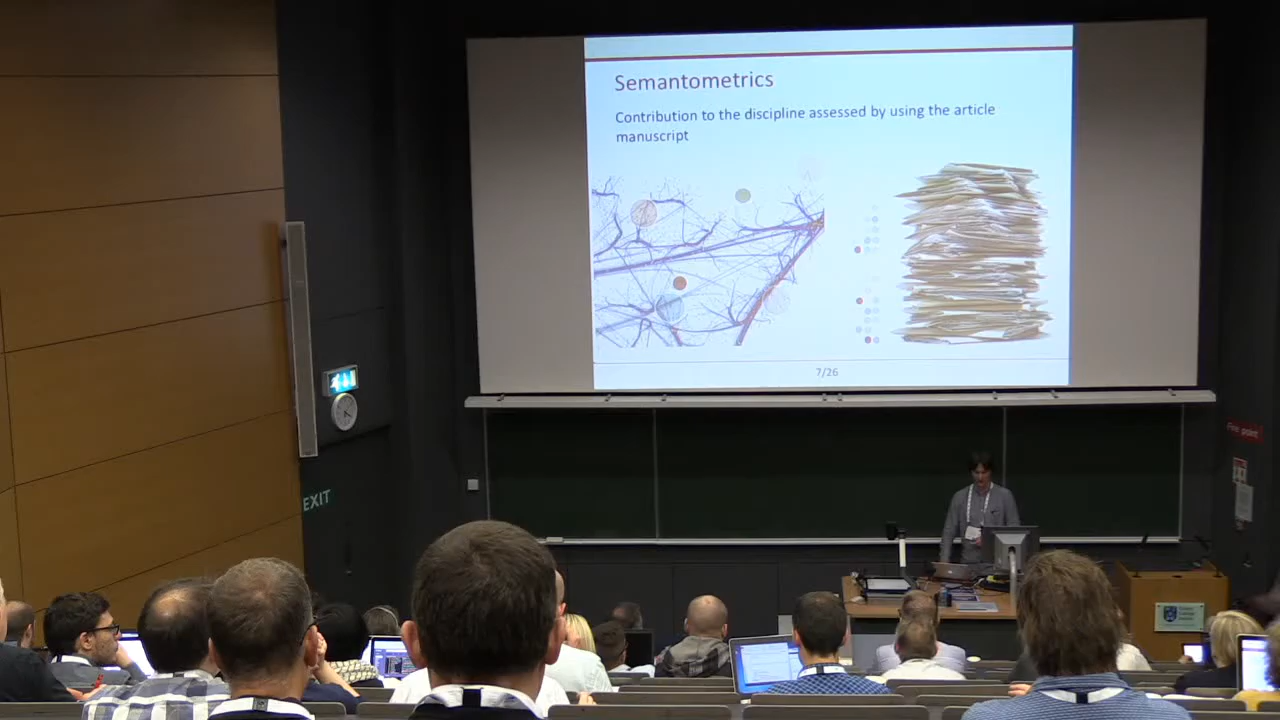 Semantometrics
Contribution to the discipline assessed by using the article
manuscript
7/26
EXIT